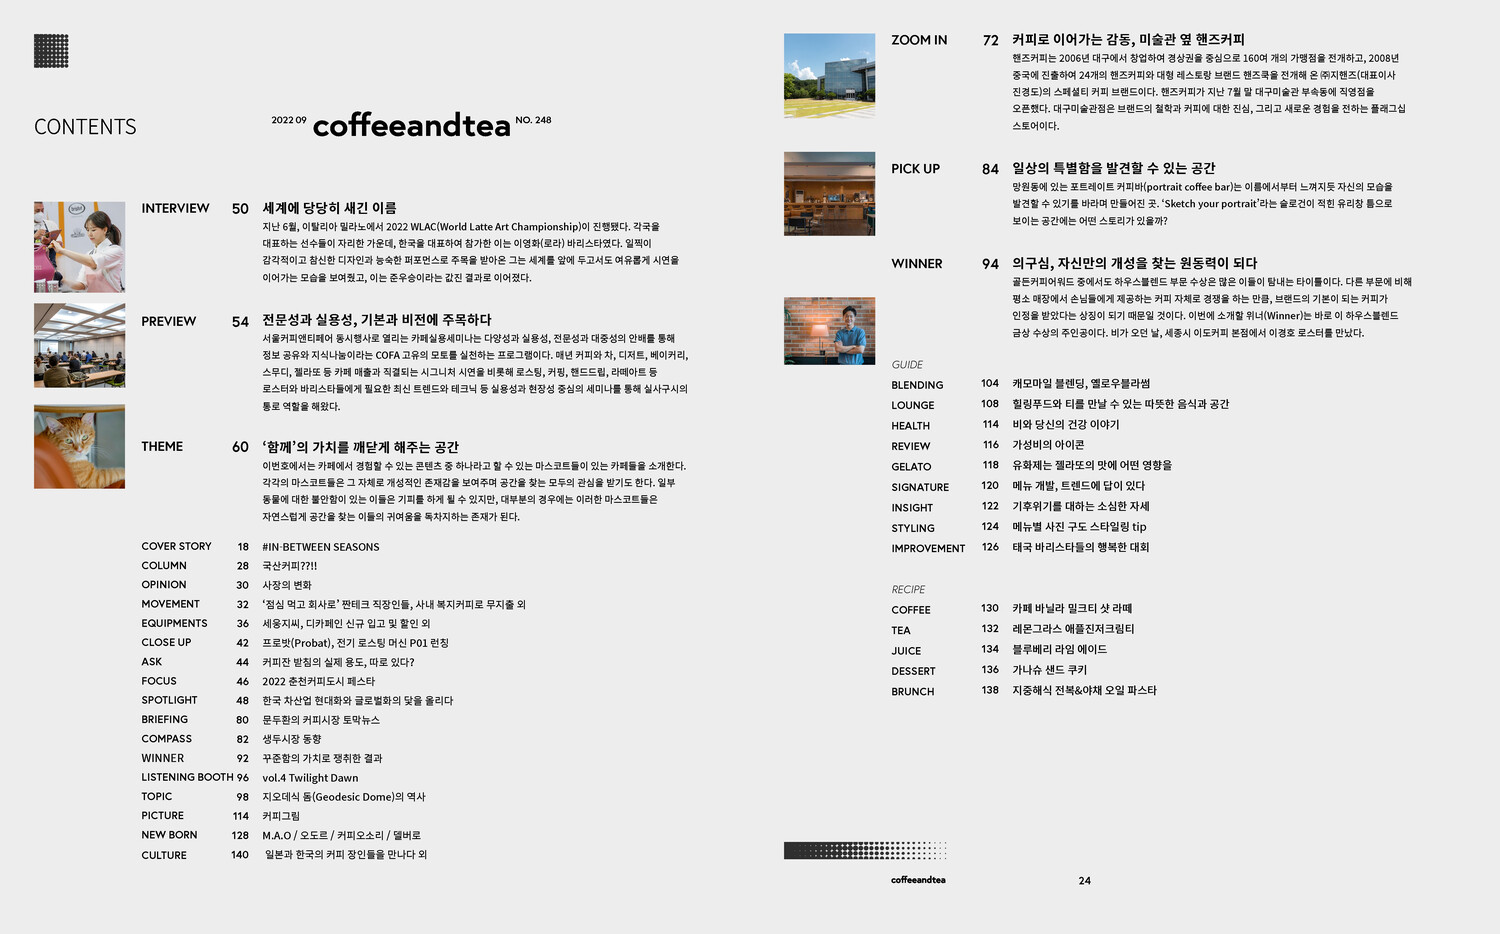 CONTENTS
2022 09 coffeeandtea NO. 248
INTERVIEW 50 세계에 당당히 새긴 이름
지난 6월, 이탈리아 밀라노에서 2022 WLAC(World Latte Art Championship)이 진행됐다. 각국을
대표하는 선수들이 자리한 가운데, 한국을 대표하여 참가한 이는 이영화(로라) 바리스타였다. 일찍이
감각적이고 참신한 디자인과 능숙한 퍼포먼스로 주목을 받아온 그는 세계를 앞에 두고서도 여유롭게 시연을
이어가는 모습을 보여줬고, 이는 준우승이라는 값진 결과로 이어졌다.
PREVIEW 54 전문성과 실용성, 기본과 비전에 주목하다
서울커피앤티페어 동시행사로 열리는 카페실용세미나는 다양성과 실용성, 전문성과 대중성의 안배를 통해
정보 공유와 지식나눔이라는 COFA 고유의 모토를 실천하는 프로그램이다. 매년 커피와 차, 디저트, 베이커리,
스무디, 젤라또 등 카페 매출과 직결되는 시그니처 시연을 비롯해 로스팅, 커핑, 핸드드립, 라떼아트 등
로스터와 바리스타들에게 필요한 최신 트렌드와 테크닉 등 실용성과 현장성 중심의 세미나를 통해 실사구시의
통로 역할을 해왔다.
THEME 60 ‘함께’의 가치를 깨닫게 해주는 공간
이번호에서는 카페에서 경험할 수 있는 콘텐츠 중 하나라고 할 수 있는 마스코트들이 있는 카페들을 소개한다.
각각의 마스코트들은 그 자체로 개성적인 존재감을 보여주며 공간을 찾는 모두의 관심을 받기도 한다. 일부
동물에 대한 불안함이 있는 이들은 기피를 하게 될 수 있지만, 대부분의 경우에는 이러한 마스코트들은
자연스럽게 공간을 찾는 이들의 귀여움을 독차지하는 존재가 된다.
COVER STORY 18 #IN-BETWEEN SEASONS
COLUMN 28 국산커피??!!
OPINION 30 사장의 변화
MOVEMENT 32 ‘점심 먹고 회사로’ 짠테크 직장인들, 사내 복지커피로 무지출 외
EQUIPMENTS 36 세웅지씨, 디카페인 신규 입고 및 할인 외
CLOSE UP 42 프로밧(Probat), 전기 로스팅 머신 P01 런칭
ASK 44 커피잔 받침의 실제 용도, 따로 있다?
FOCUS 46 2022 춘천커피도시 페스타
SPOTLIGHT 48 한국 차산업 현대화와 글로벌화의 닻을 올리다
BRIEFING 80 문두환의 커피시장 토막뉴스
COMPASS 82 생두시장 동향
WINNER 92 꾸준함의 가치로 쟁취한 결과
LISTENING BOOTH 96 vol.4 Twilight Dawn
TOPIC 98 지오데식 돔(Geodesic Dome)의 역사
PICTURE 114 커피그림
NEW BORN 128 M.A.O / 오도르 / 커피오소리 / 델버로
CULTURE 140 일본과 한국의 커피 장인들을 만나다 외
ZOOM IN 72 커피로 이어가는 감동, 미술관 옆 핸즈커피
핸즈커피는 2006년 대구에서 창업하여 경상권을 중심으로 160여 개의 가맹점을 전개하고, 2008년
중국에 진출하여 24개의 핸즈커피와 대형 레스토랑 브랜드 핸즈쿡을 전개해 온 ㈜지핸즈(대표이사
진경도)의 스페셜티 커피 브랜드이다. 핸즈커피가 지난 7월 말 대구미술관 부속동에 직영점을
오픈했다. 대구미술관점은 브랜드의 철학과 커피에 대한 진심, 그리고 새로운 경험을 전하는 플래그십
스토어이다.
PICK UP 84 일상의 특별함을 발견할 수 있는 공간
망원동에 있는 포트레이트 커피바(portrait coffee bar)는 이름에서부터 느껴지듯 자신의 모습을
발견할 수 있기를 바라며 만들어진 곳. ‘Sketch your portrait’라는 슬로건이 적힌 유리창 틈으로
보이는 공간에는 어떤 스토리가 있을까?
WINNER 94 의구심, 자신만의 개성을 찾는 원동력이 되다
골든커피어워드 중에서도 하우스블렌드 부문 수상은 많은 이들이 탐내는 타이틀이다. 다른 부문에 비해
평소 매장에서 손님들에게 제공하는 커피 자체로 경쟁을 하는 만큼, 브랜드의 기본이 되는 커피가
인정을 받았다는 상징이 되기 때문일 것이다. 이번에 소개할 위너(Winner)는 바로 이 하우스블렌드
금상 수상의 주인공이다. 비가 오던 날, 세종시 이도커피 본점에서 이경호 로스터를 만났다.
GUIDE
BLENDING 104 캐모마일 블렌딩, 옐로우블라썸
LOUNGE 108 힐링푸드와 티를 만날 수 있는 따뜻한 음식과 공간
HEALTH 114 비와 당신의 건강 이야기
REVIEW 116 가성비의 아이콘
GELATO 118 유화제는 젤라또의 맛에 어떤 영향을
SIGNATURE 120 메뉴 개발, 트렌드에 답이 있다
INSIGHT 122 기후위기를 대하는 소심한 자세
STYLING 124 메뉴별 사진 구도 스타일링 tip
IMPROVEMENT 126 태국 바리스타들의 행복한 대회
RECIPE
COFFEE 130 카페 바닐라 밀크티 샷 라떼
TEA 132 레몬그라스 애플진저크림티
JUICE 134 블루베리 라임 에이드
DESSERT 136 가나슈 샌드 쿠키
BRUNCH 138 지중해식 전복&야채 오일 파스타
coffeeandtea 24